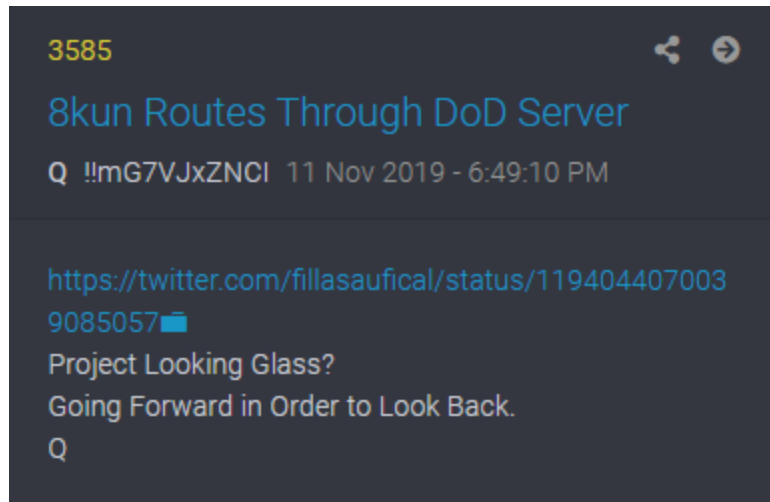 3585
8kun Routes Through DoD Server
Q !!mG7VJxZNCI 11 Nov 2019 - 6:49:10 PM
https://twitter.com/fillasaufical/status/119404407003
9085057
Project Looking Glass?
Going Forward in Order to Look Back.
Q